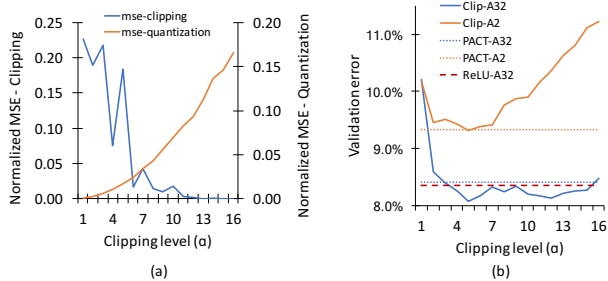 mse-clipping
mse-quantization
Normalized MSE - Clipping
0.25
0.20
0.15
0.10
0.05
0.00
0.20
0.15
0.10
0.05
0.00
Normalized MSE - Quantization
1 4 7 10 13 16
Clipping level (α)
(a)
Clip-A32
Clip-A2
PACT-A32
PACT-A2
ReLU-A32
Validation error
11.0%
10.0%
9.0%
8.0%
1 4 7 10 13 16
Clipping level (α)
(b)